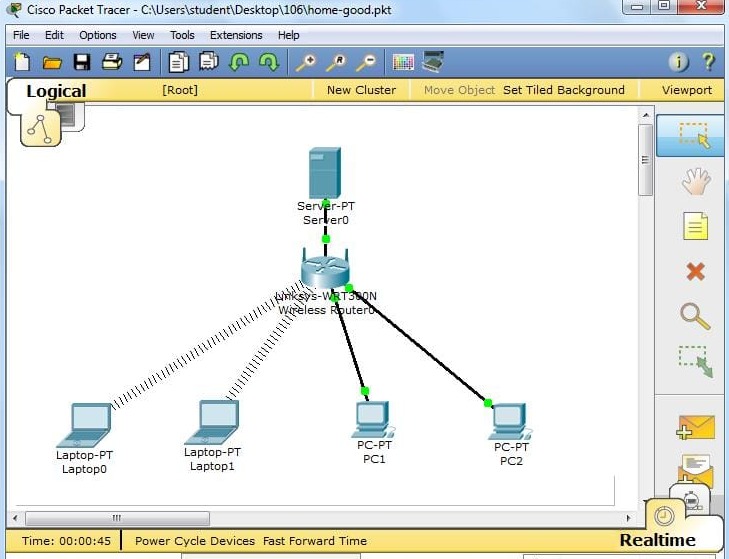 Cisco Packet Tracer - C:\Users\student\Desktop\106\home-good.pkt
File Edit Options View Tools Extensions Help
Logical [Root] New Cluster Move Object Set Tiled Background Viewport
Server-PT
Server0
Linksys-WRT300N
Wireless Router0
Laptop-PT
Laptop0
Laptop-PT
Laptop1
PC-PT
PC1
PC-PT
PC2
Time: 00:00:45 Power Cycle Devices Fast Forward Time Realtime